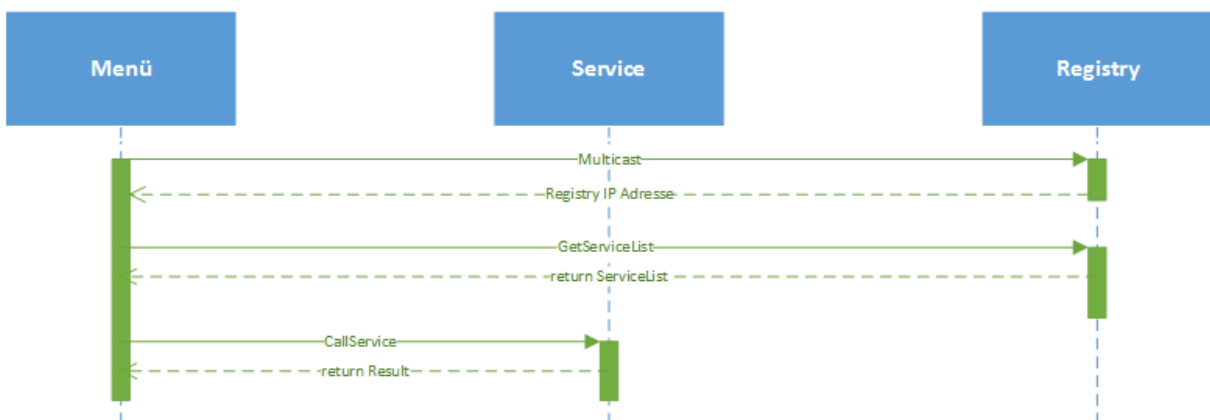 Menü
Service
Registry
Multicast
Registry IP Adresse
GetServiceList
return ServiceList
CallService
return Result